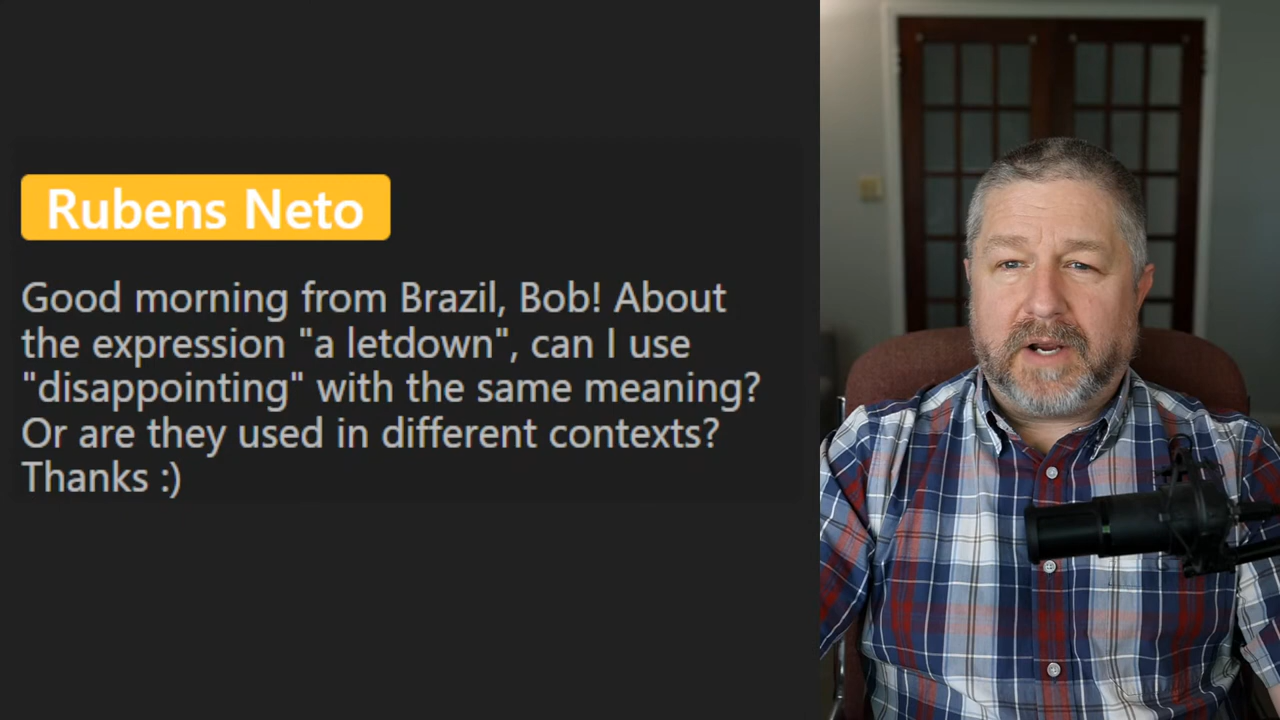 Rubens Neto
Good morning from Brazil, Bob! About
the expression "a letdown", can I use
"disappointing" with the same meaning?
Or are they used in different contexts?
Thanks :)